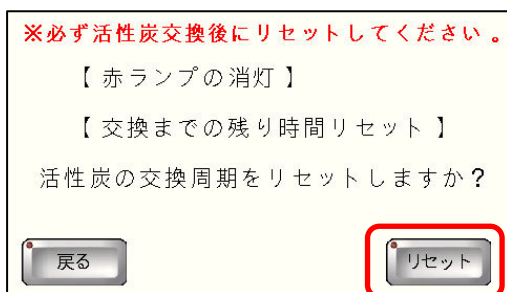 ※必ず活性炭交換後にリセットしてください。
【赤ランプの消灯】
【交換までの残り時間リセット】
活性炭の交換周期をリセットしますか?
戻る
リセット